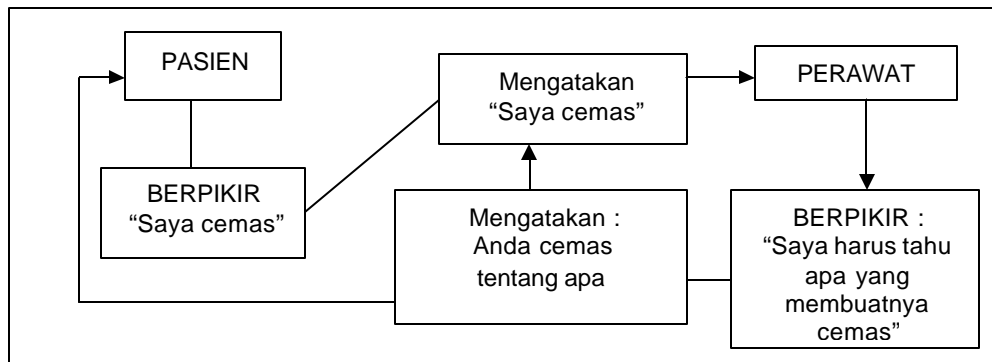 PASIEN
BERPIKIR
“Saya cemas”
Mengatakan
“Saya cemas”
PERAWAT
Mengatakan :
Anda cemas
tentang apa
BERPIKIR :
“Saya harus tahu
apa yang
membuatnya
cemas”